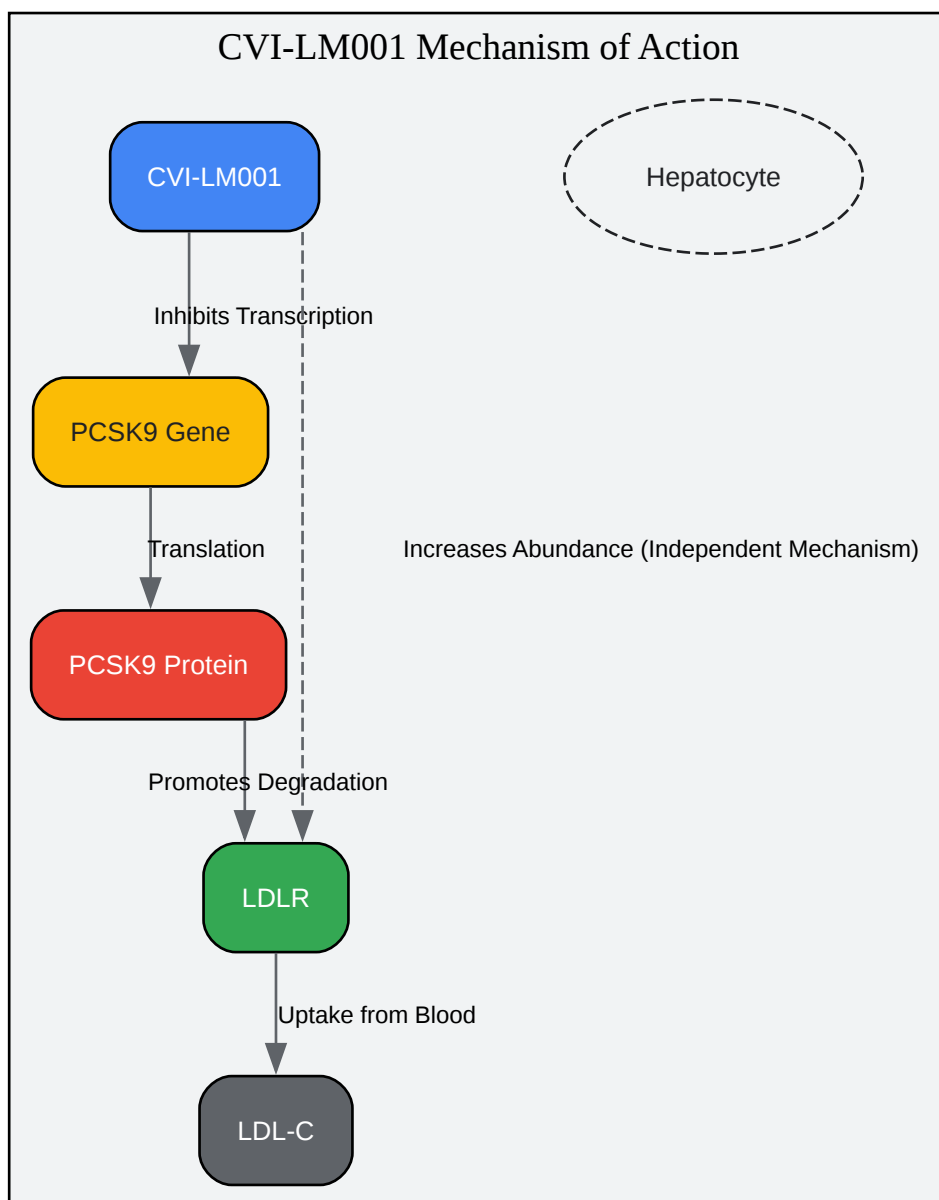 CVI-LM001 Mechanism of Action
CVI-LM001
Hepatocyte
Inhibits Transcription
PCSK9 Gene
Translation
Increases Abundance (Independent Mechanism)
PCSK9 Protein
Promotes Degradation
LDLR
Uptake from Blood
LDL-C